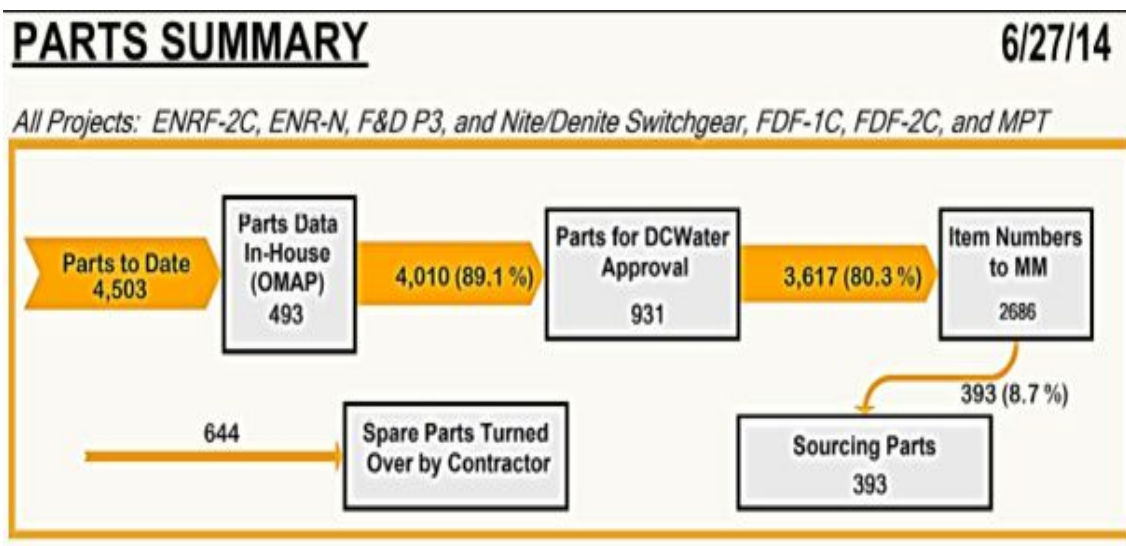 PARTS SUMMARY
6/27/14
All Projects: ENRF-2C, ENR-N, F&D P3, and Nite/Denite Switchgear, FDF-1C, FDF-2C, and MPT
Parts to Date
4,503
Parts Data
In-House
(OMAP)
493
4,010 (89.1 %)
Parts for DCWater
Approval
931
3,617 (80.3 %)
Item Numbers
to MM
2686
393 (8.7 %)
644
Spare Parts Turned
Over by Contractor
Sourcing Parts
393